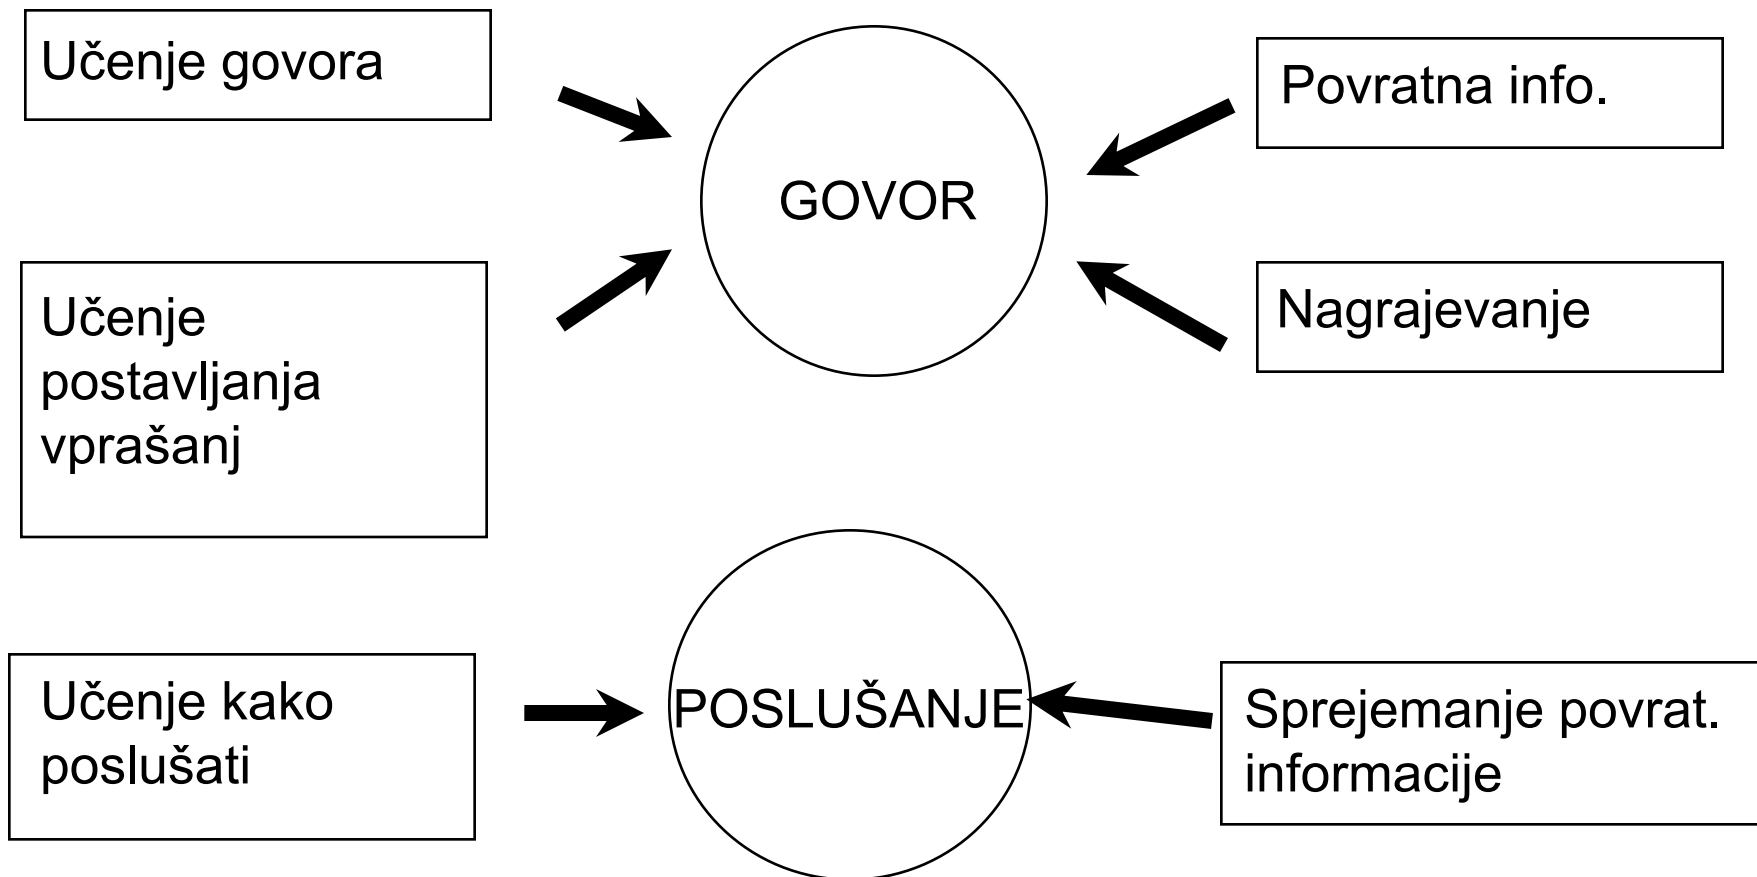 Učenje govora
Povratna info.
GOVOR
Učenje
postavljanja
vprašanj
Nagrajevanje
Učenje kako
poslušati
POSLUŠANJE
Sprejemanje povrat.
informacije